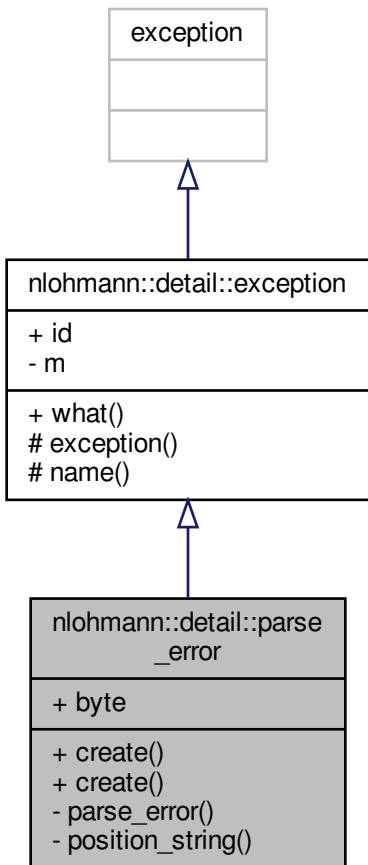 exception
nlohmann::detail::exception
+ id
- m
+ what()
# exception()
# name()
nlohmann::detail::parse
_error
+ byte
+ create()
+ create()
- parse_error()
- position_string()